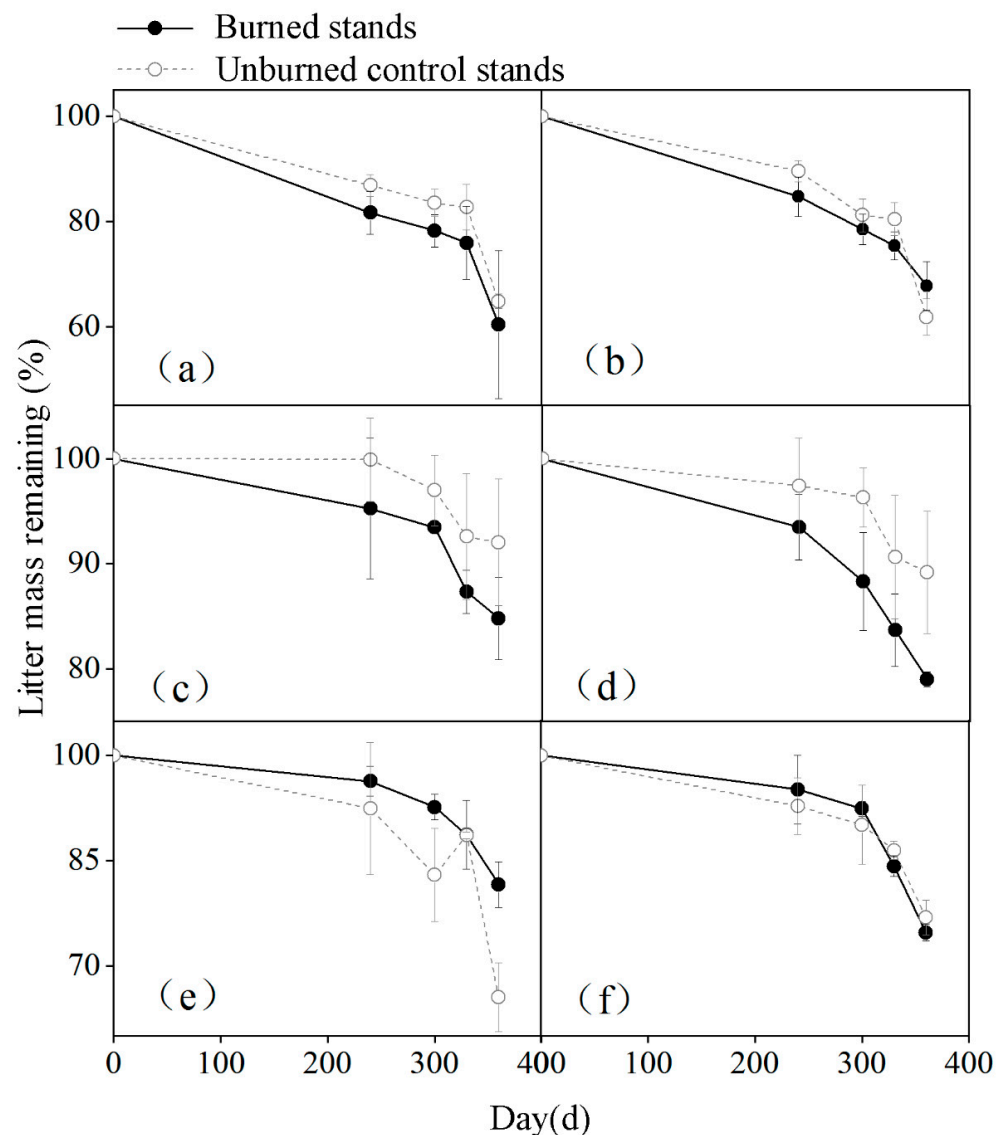 Burned stands
Unburned control stands
100
80
60
(a)
(b)
Litter mass remaining (%)
100
90
80
(c)
(d)
100
85
70
(e)
(f)
0 100 200 300 400 100 200 300 400
Day(d)